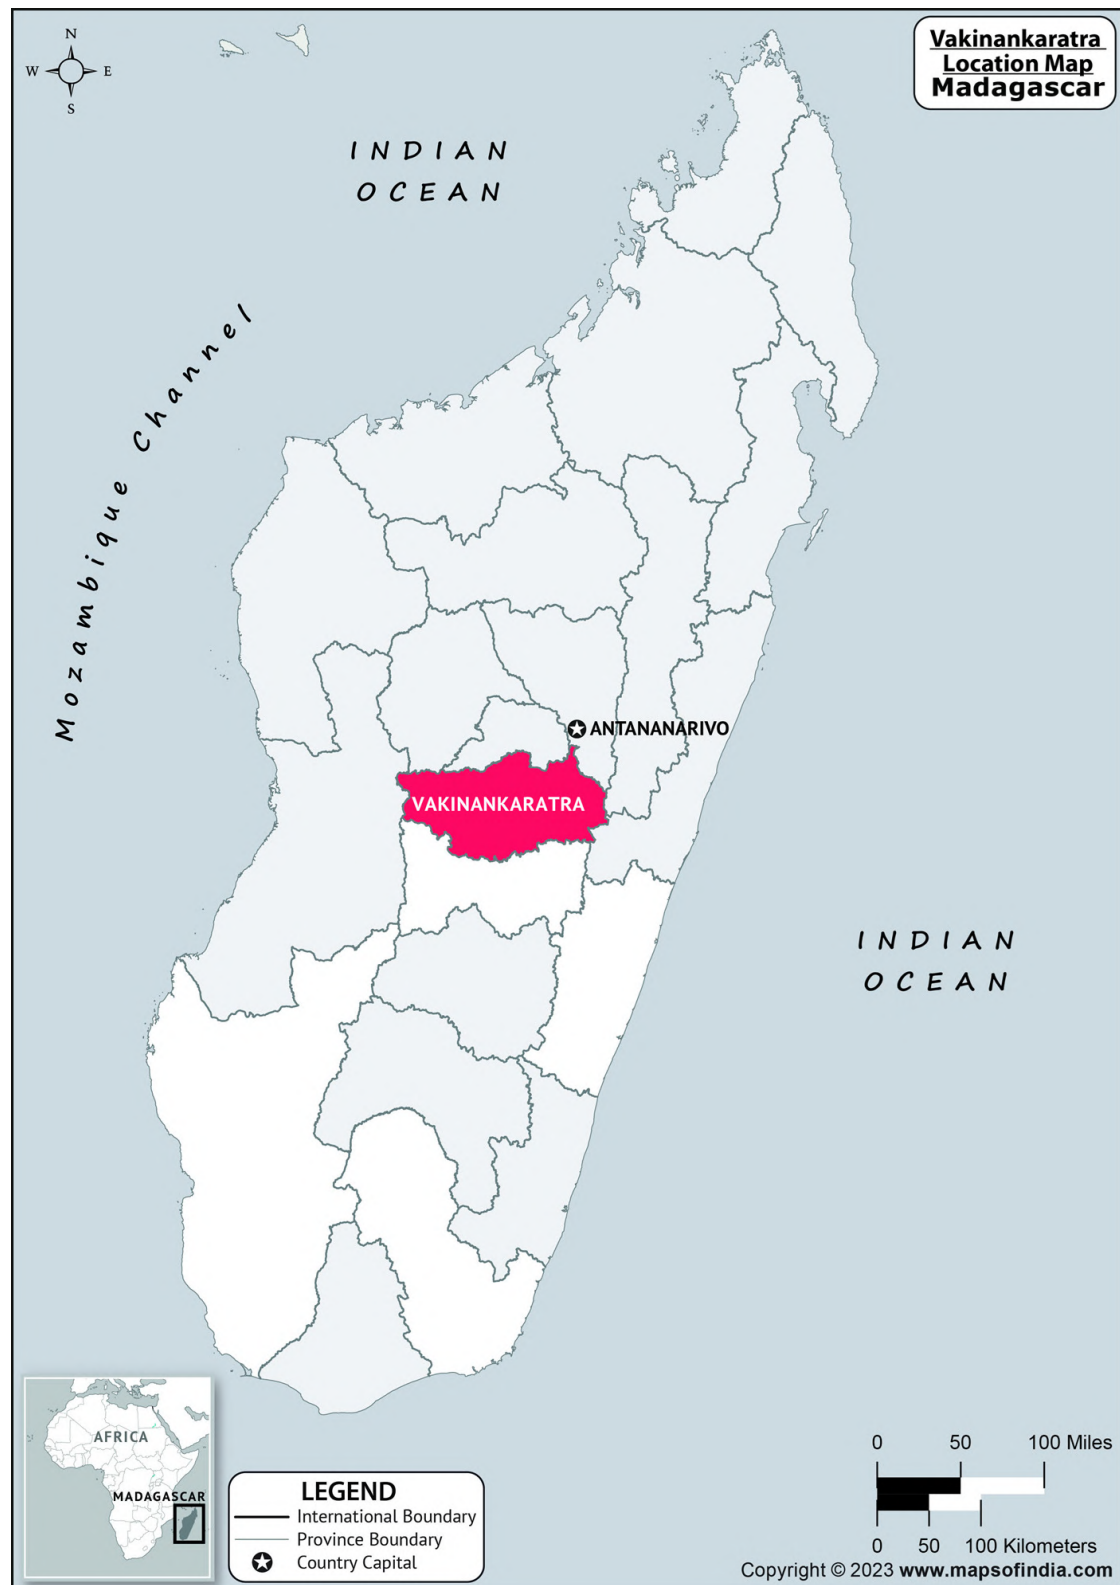 Vakinankaratra
Location Map
Madagascar
N
W E
S
INDIAN
OCEAN
Mozambique Channel
ANTANANARIVO
VAKINANKARATRA
INDIAN
OCEAN
AFRICA
MADAGASCAR
LEGEND
International Boundary
Province Boundary
Country Capital
0 50 100 Miles
0 50 100 Kilometers
Copyright © 2023 www.mapsofindia.com